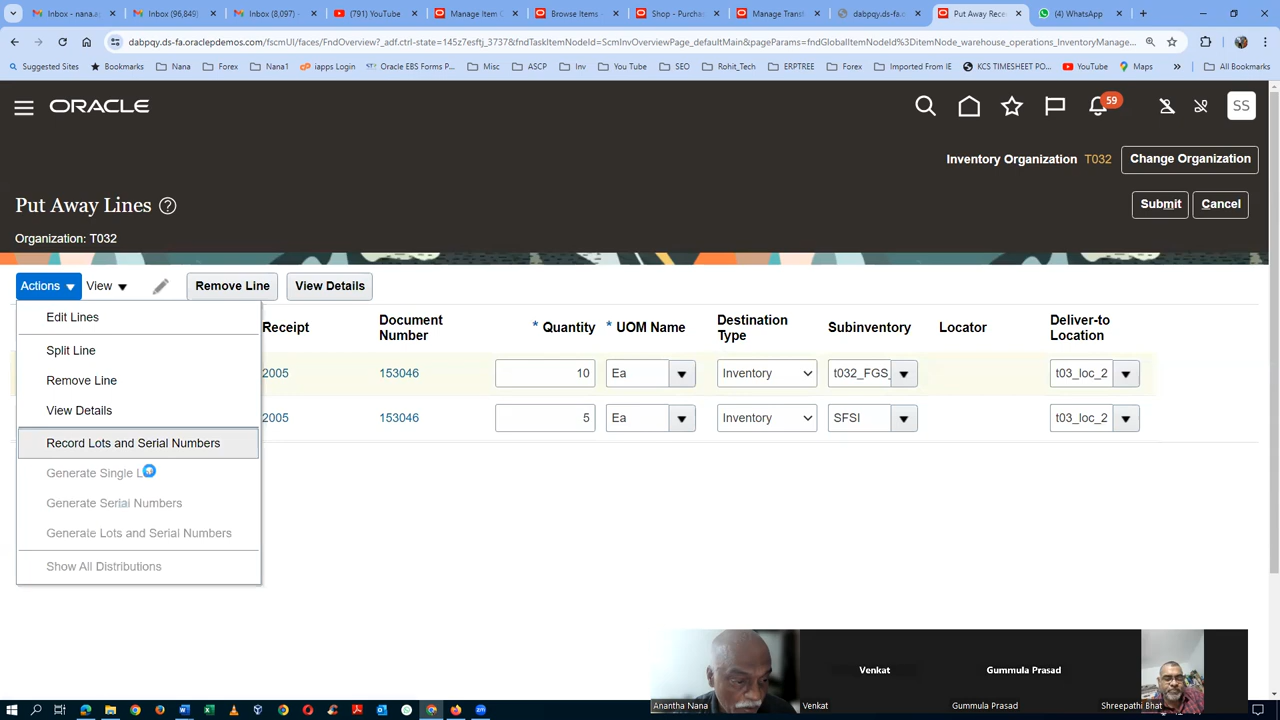 Inbox - nana.a
Inbox (96,849)
Inbox (8,097) -
(791) YouTube
Manage Item C
Browse Items
Shop - Purcha
Manage Transf
dabpqy.ds-fa.o
Put Away Rece
(4) WhatsApp
dabpqy.ds-fa.oraclepdemos.com/fscmUI/faces/FndOverview?_adf.ctrl-state=145z7esftj_3737&fndTaskItemNodeId=ScmInvOverviewPage_defaultMain&pageParams=fndGlobalItemNodeId%3DitemNode_warehouse_operations_InventoryManage...
Suggested Sites Bookmarks Nana Forex Nana1 iapps Login Oracle EBS Forms P... Misc ASCP Inv You Tube SEO Rohit_Tech ERPTREE Forex Imported From IE KCS TIMESHEET PO... YouTube Maps All Bookmarks
ORACLE
59
SS
Inventory Organization T032 Change Organization
Put Away Lines
Submit Cancel
Organization: T032
Actions View Remove Line View Details
Receipt Document Number * Quantity * UOM Name Destination Type Subinventory Locator Deliver-to Location
2005 153046 10 Ea Inventory t032_FGS_ t03_loc_2
2005 153046 5 Ea Inventory SFSI t03_loc_2
Edit Lines
Split Line
Remove Line
View Details
Record Lots and Serial Numbers
Generate Single L
Generate Serial Numbers
Generate Lots and Serial Numbers
Show All Distributions
Venkat
Gummula Prasad
Anantha Nana
Venkat
Gummula Prasad
Shreepathi Bhat